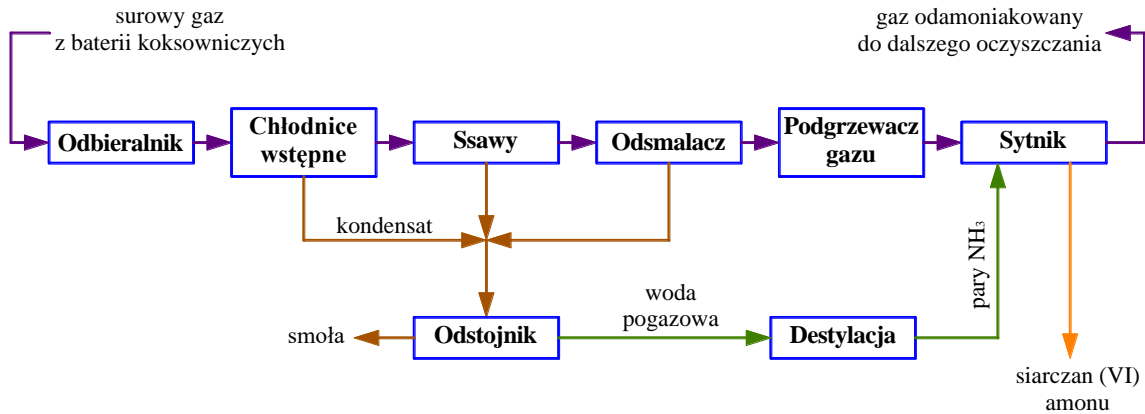 surowy gaz
z baterii koksowniczych
gaz odamoniakowany
do dalszego oczyszczania
Odbieralnik
Chłodnice
wstępne
Ssawy
Odsmalacz
Podgrzewacz
gazu
Sytnik
kondensat
pary NH₃
smoła
Odstojnik
woda
pogazowa
Destylacja
siarczan (VI)
amonu